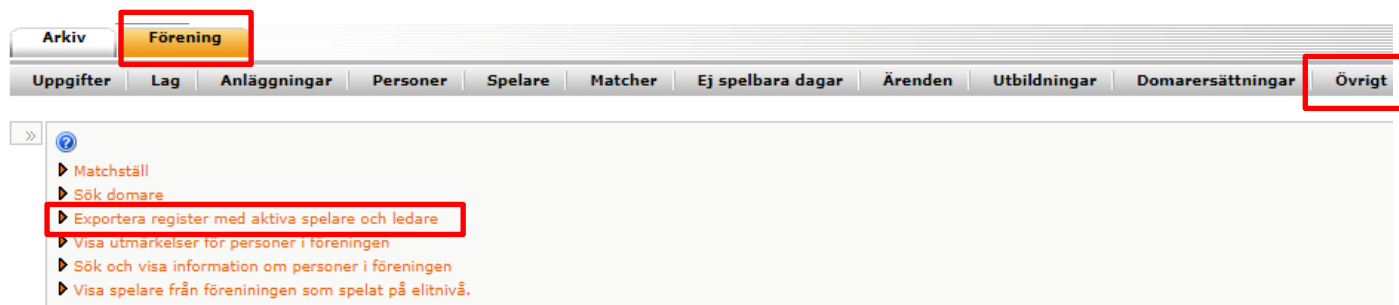 Arkiv Förening
Uppgifter Lag Anläggningar Personer Spelare Matcher Ej spelbara dagar Ärenden Utbildningar Domarersättningar Övrigt
»
?
Matchställ
Sök domare
Exportera register med aktiva spelare och ledare
Visa utmärkelser för personer i föreningen
Sök och visa information om personer i föreningen
Visa spelare från föreniningen som spelat på elitnivå.